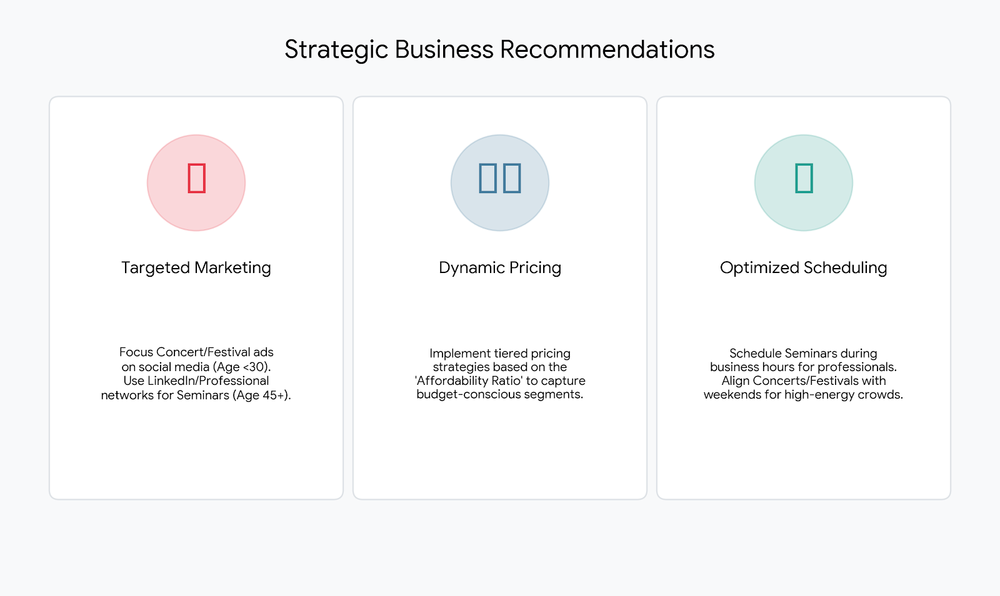 Strategic Business Recommendations
Targeted Marketing
Focus Concert/Festival ads
on social media (Age <30).
Use LinkedIn/Professional
networks for Seminars (Age 45+).
Dynamic Pricing
Implement tiered pricing
strategies based on the
'Affordability Ratio' to capture
budget-conscious segments.
Optimized Scheduling
Schedule Seminars during
business hours for professionals.
Align Concerts/Festivals with
weekends for high-energy crowds.